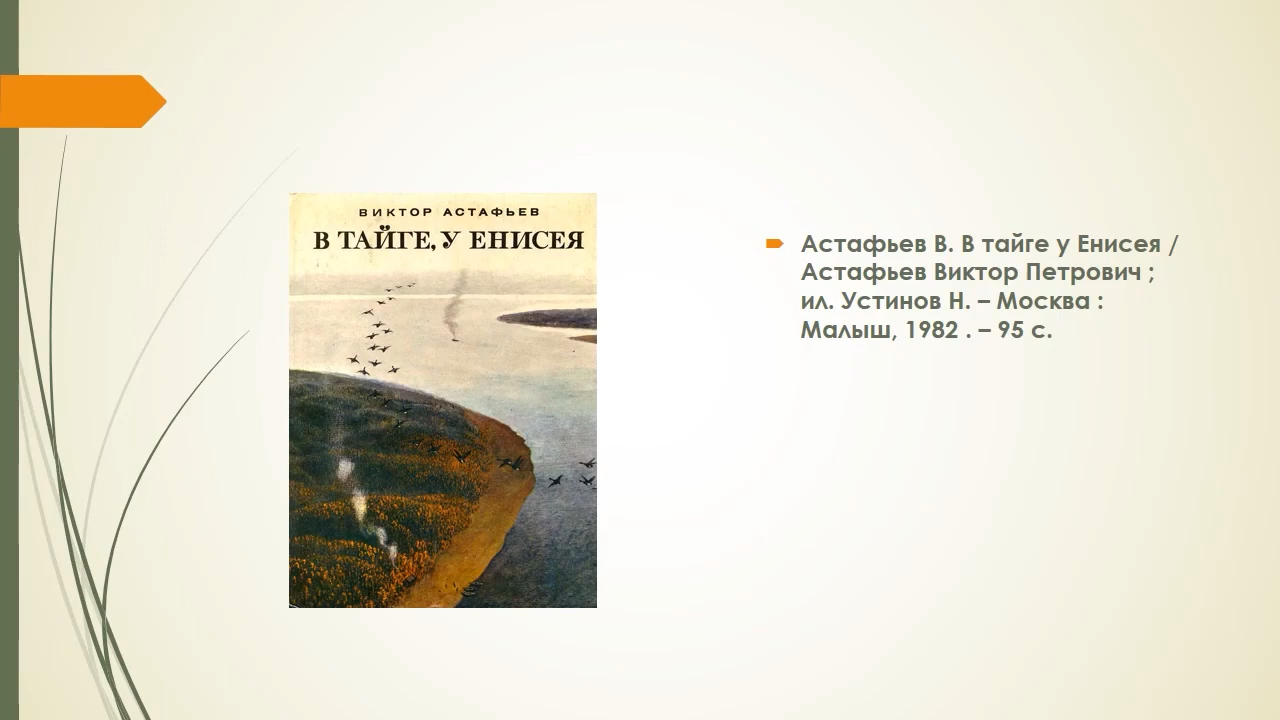 ВИКТОР АСТАФЬЕВ
В ТАЙГЕ, У ЕНИСЕЯ
Астафьев В. В тайге у Енисея /
Астафьев Виктор Петрович ;
ил. Устинов Н. – Москва :
Малыш, 1982 . – 95 с.